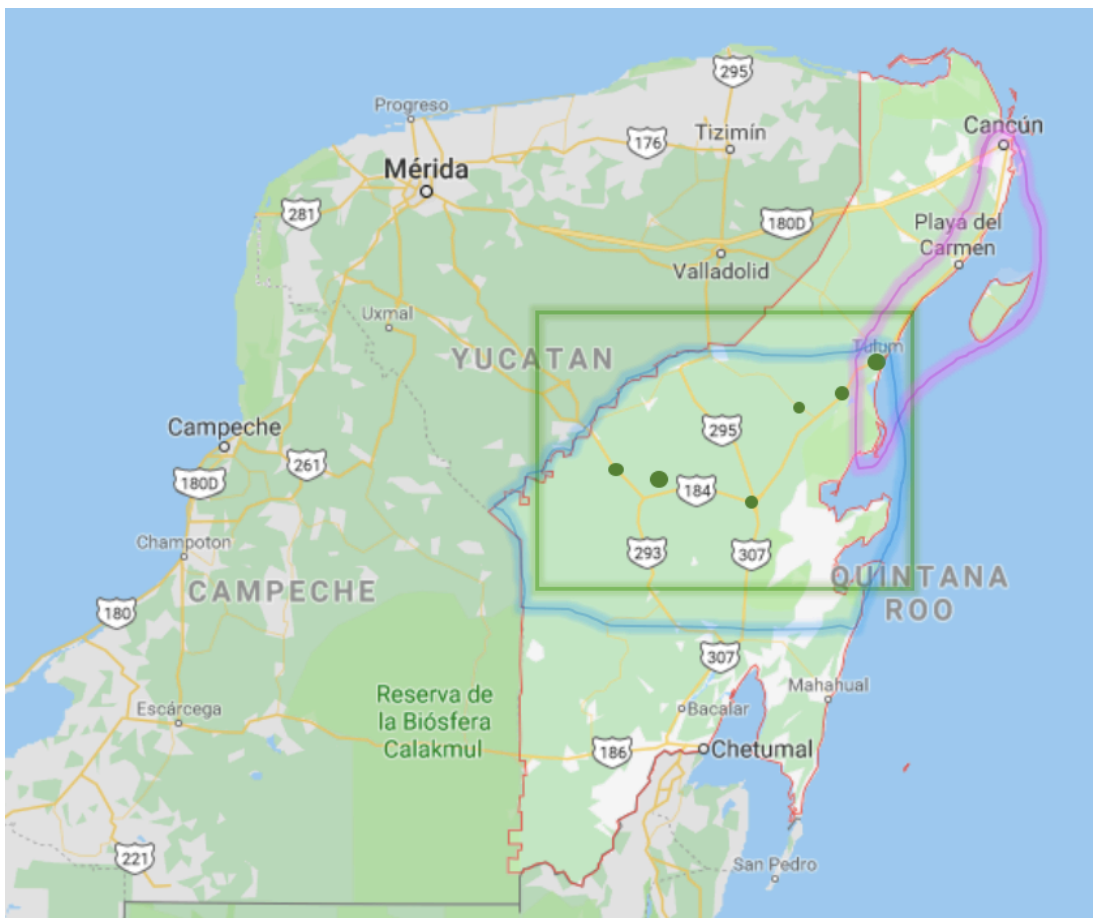 295
Progreso
Cancún
176
Tizimín
Mérida
281
180D
Playa del
Carmen
Valladolid
Uxmal
YUCATAN
Tulum
Campeche
295
261
180D
184
Champoton
293
307
CAMPECHE
QUINTANA
ROO
180
307
Reserva de
la Biósfera
Calakmul
Mahahual
Escárcega
Bacalar
186
Chetumal
221
San Pedro